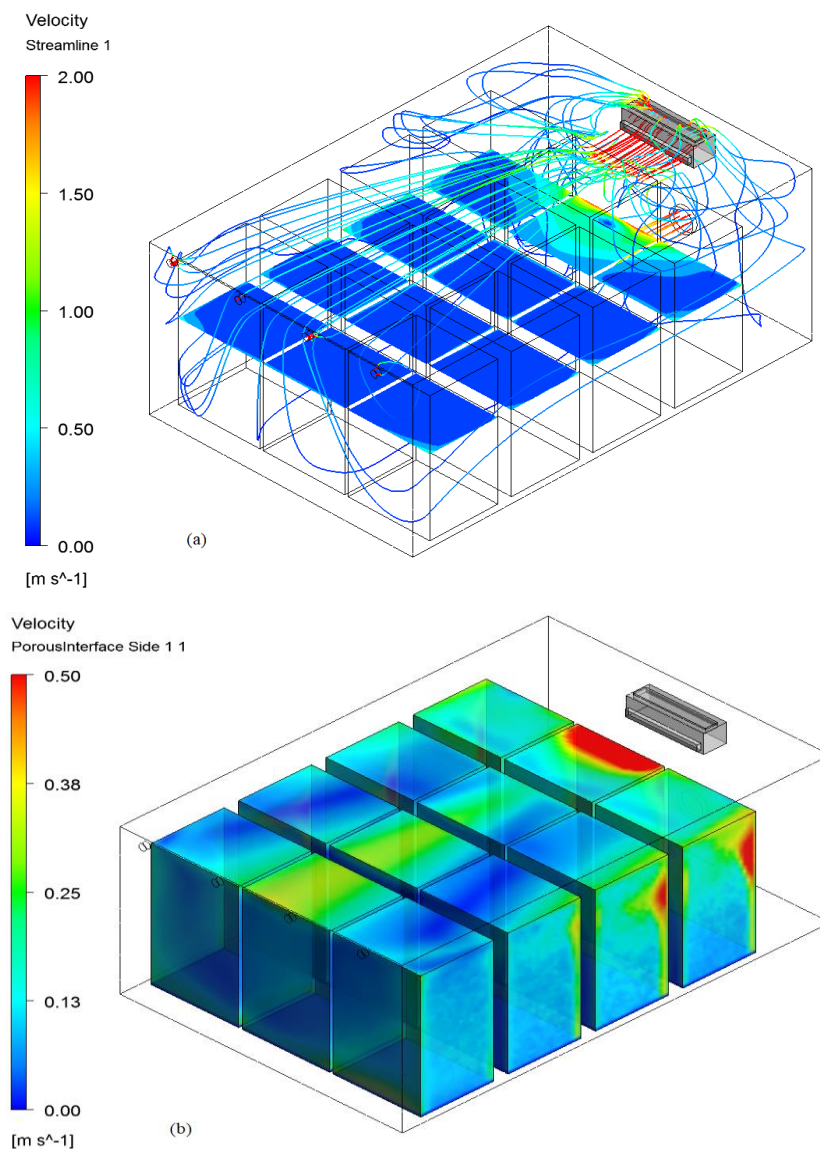 Velocity
Streamline 1
2.00
1.50
1.00
0.50
0.00
[m s^-1]
(a)
Velocity
PorousInterface Side 1 1
0.50
0.38
0.25
0.13
0.00
[m s^-1]
(b)